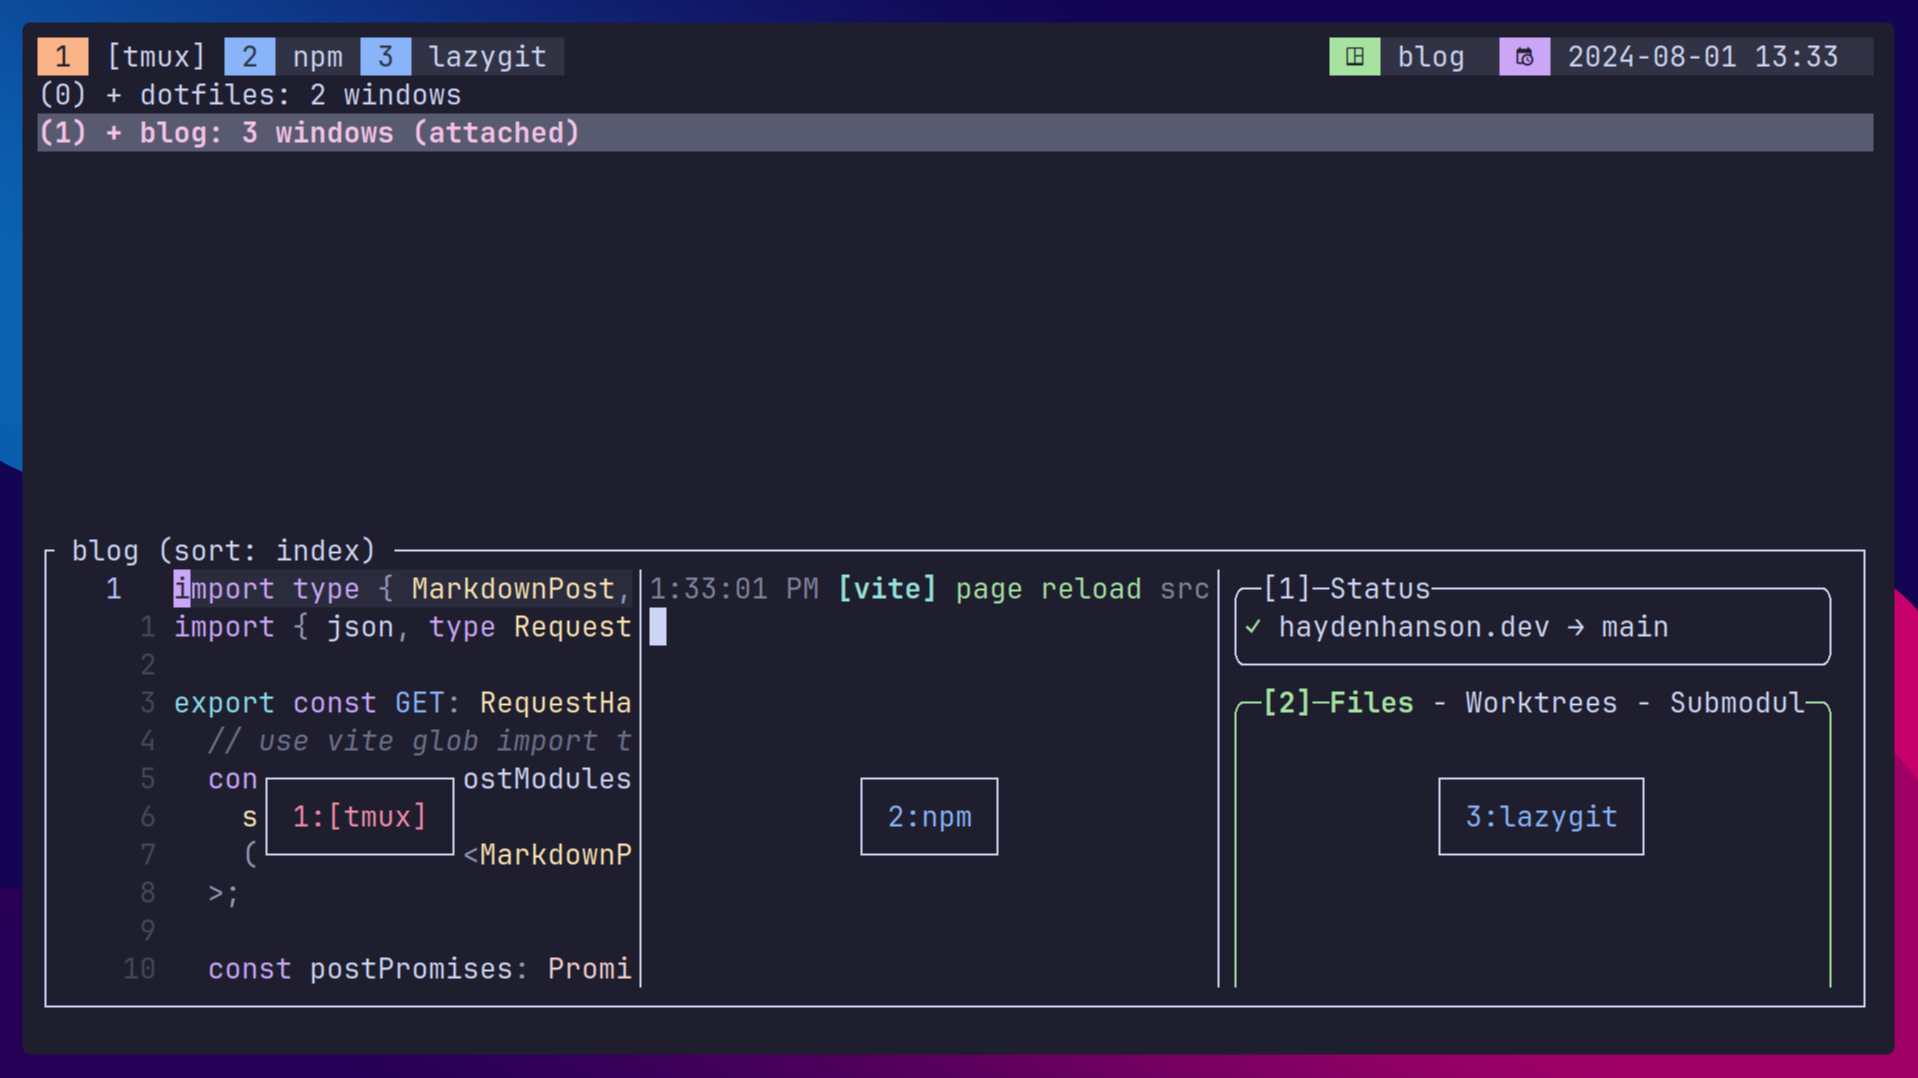 1 [tmux] 2 npm 3 lazygit blog 2024-08-01 13:33
(0) + dotfiles: 2 windows
(1) + blog: 3 windows (attached)
blog (sort: index)
1 import type { MarkdownPost,
1 import { json, type Request
2
3 export const GET: RequestHa
4 // use vite glob import t
5 con ostModules
6 s
7 ( <MarkdownP
8 >;
9
10 const postPromises: Promi
1:[tmux]
1:33:01 PM [vite] page reload src
2:npm
[1]─Status
✓ haydenhanson.dev → main
[2]─Files - Worktrees - Submodul
3:lazygit